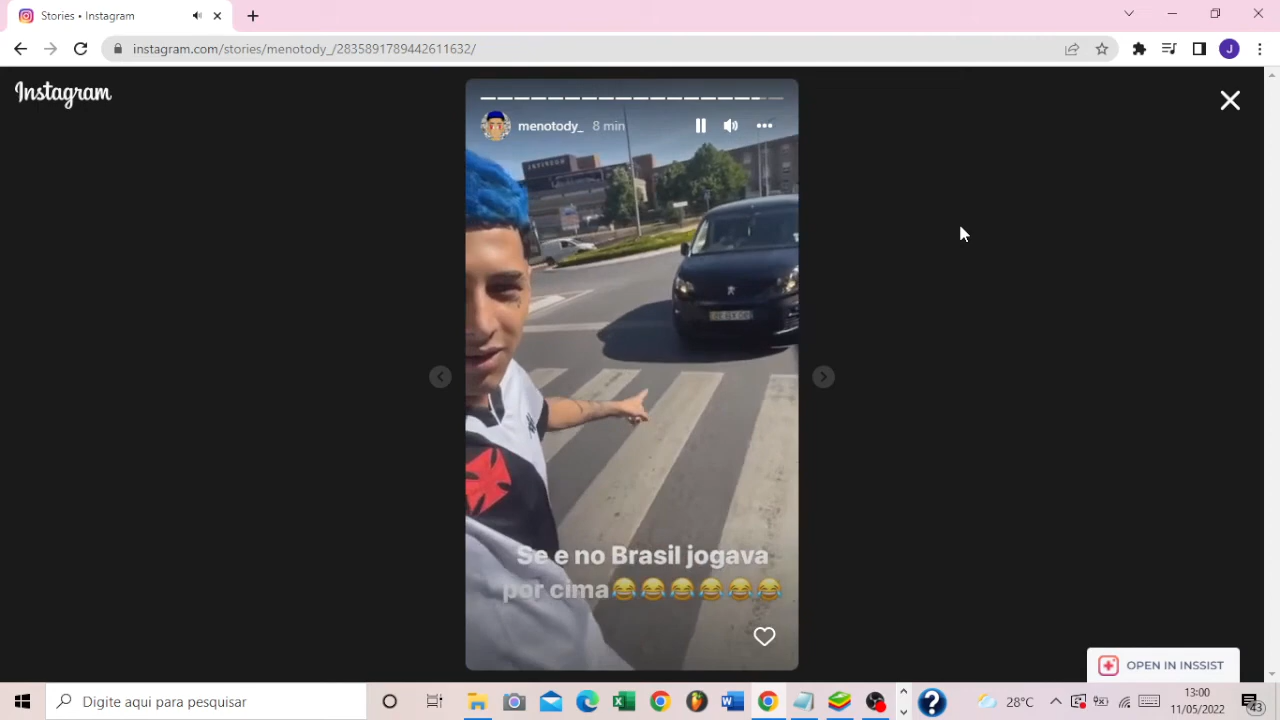 Stories • Instagram
instagram.com/stories/menotody_/2835891789442611632/
J
Instagram
menotody_ 8 min
Se e no Brasil jogava
por cima😂😂😂😂😂😂
OPEN IN INSSIST
Digite aqui para pesquisar
28°C
13:00
11/05/2022
43